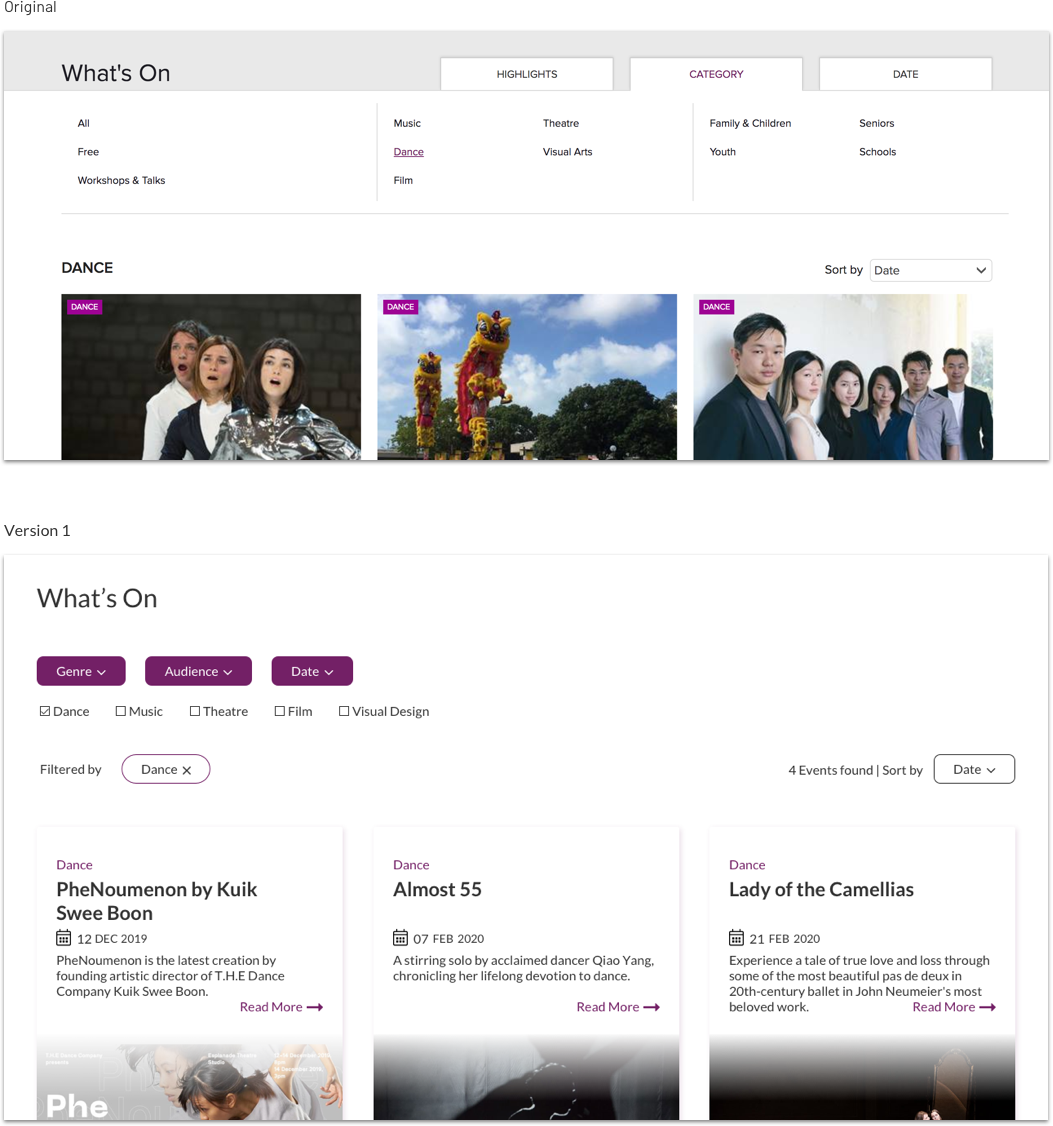 Original
What's On
HIGHLIGHTS
CATEGORY
DATE
All
Free
Workshops & Talks
Music
Dance
Film
Theatre
Visual Arts
Family & Children
Youth
Seniors
Schools
DANCE
Sort by Date
DANCE
DANCE
DANCE
Version 1
What’s On
Genre
Audience
Date
Dance
Music
Theatre
Film
Visual Design
Filtered by
Dance ×
4 Events found | Sort by
Date
Dance
PheNoumenon by Kuik
Swee Boon
12 DEC 2019
PheNoumenon is the latest creation by
founding artistic director of T.H.E Dance
Company Kuik Swee Boon.
Read More
T.H.E Dance Company
presents
Esplanade Theatre
Studio
Phe
Dance
Almost 55
07 FEB 2020
A stirring solo by acclaimed dancer Qiao Yang,
chronicling her lifelong devotion to dance.
Read More
Dance
Lady of the Camellias
21 FEB 2020
Experience a tale of true love and loss through
some of the most beautiful pas de deux in
20th-century ballet in John Neumeier's most
beloved work.
Read More